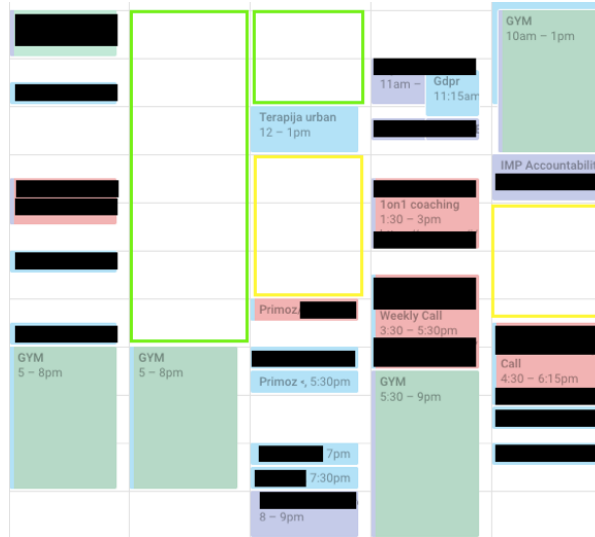 GYM
5 – 8pm
GYM
5 – 8pm
Terapija urban
12 – 1pm
Primoz
Primoz
5:30pm
7pm
7:30pm
8 – 9pm
11am –
Gdpr
11:15am
1on1 coaching
1:30 – 3pm
Weekly Call
3:30 – 5:30pm
GYM
5:30 – 9pm
GYM
10am – 1pm
IMP Accountabilit
Call
4:30 – 6:15pm